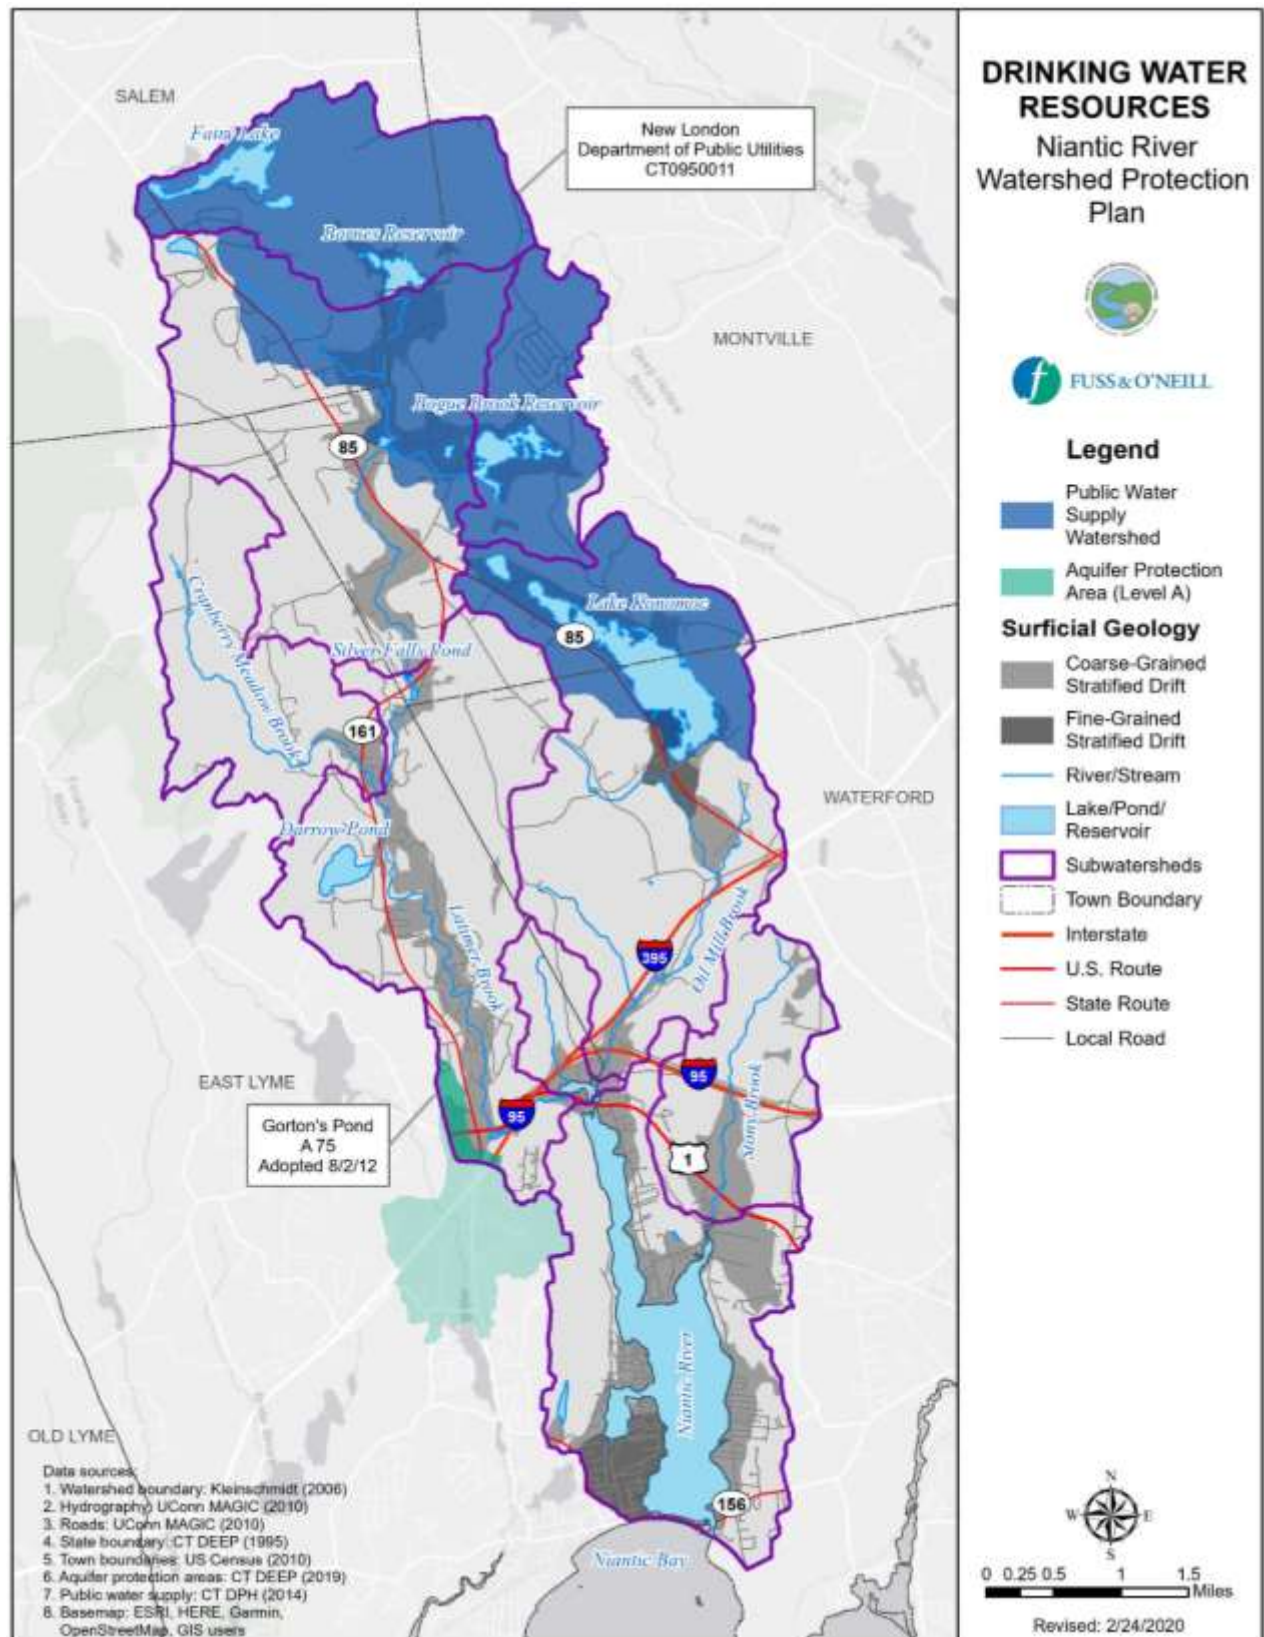 SALEM
Fairy Lake
New London
Department of Public Utilities
CT0950011
Barnes Reservoir
MONTVILLE
Bogue Brook Reservoir
85
Lake Konomoc
85
Cranberry Meadow Brook
Silver Falls Pond
161
WATERFORD
Darrow Pond
Latimer Brook
395
Oil Mill Brook
EAST LYME
95
Stony Brook
95
Gorton's Pond
A 75
Adopted 8/2/12
1
Niantic River
OLD LYME
156
Niantic Bay
Data sources:
1. Watershed boundary: Kleinschmidt (2006)
2. Hydrography: UConn MAGIC (2010)
3. Roads: UConn MAGIC (2010)
4. State boundary: CT DEEP (1995)
5. Town boundaries: US Census (2010)
6. Aquifer protection areas: CT DEEP (2019)
7. Public water supply: CT DPH (2014)
8. Basemap: ESRI, HERE, Garmin,
OpenStreetMap, GIS users
DRINKING WATER
RESOURCES
Niantic River
Watershed Protection
Plan
FUSS & O'NEILL
Legend
Public Water
Supply
Watershed
Aquifer Protection
Area (Level A)
Surficial Geology
Coarse-Grained
Stratified Drift
Fine-Grained
Stratified Drift
River/Stream
Lake/Pond/
Reservoir
Subwatersheds
Town Boundary
Interstate
U.S. Route
State Route
Local Road
N
W
E
S
0 0.25 0.5 1 1.5
Miles
Revised: 2/24/2020